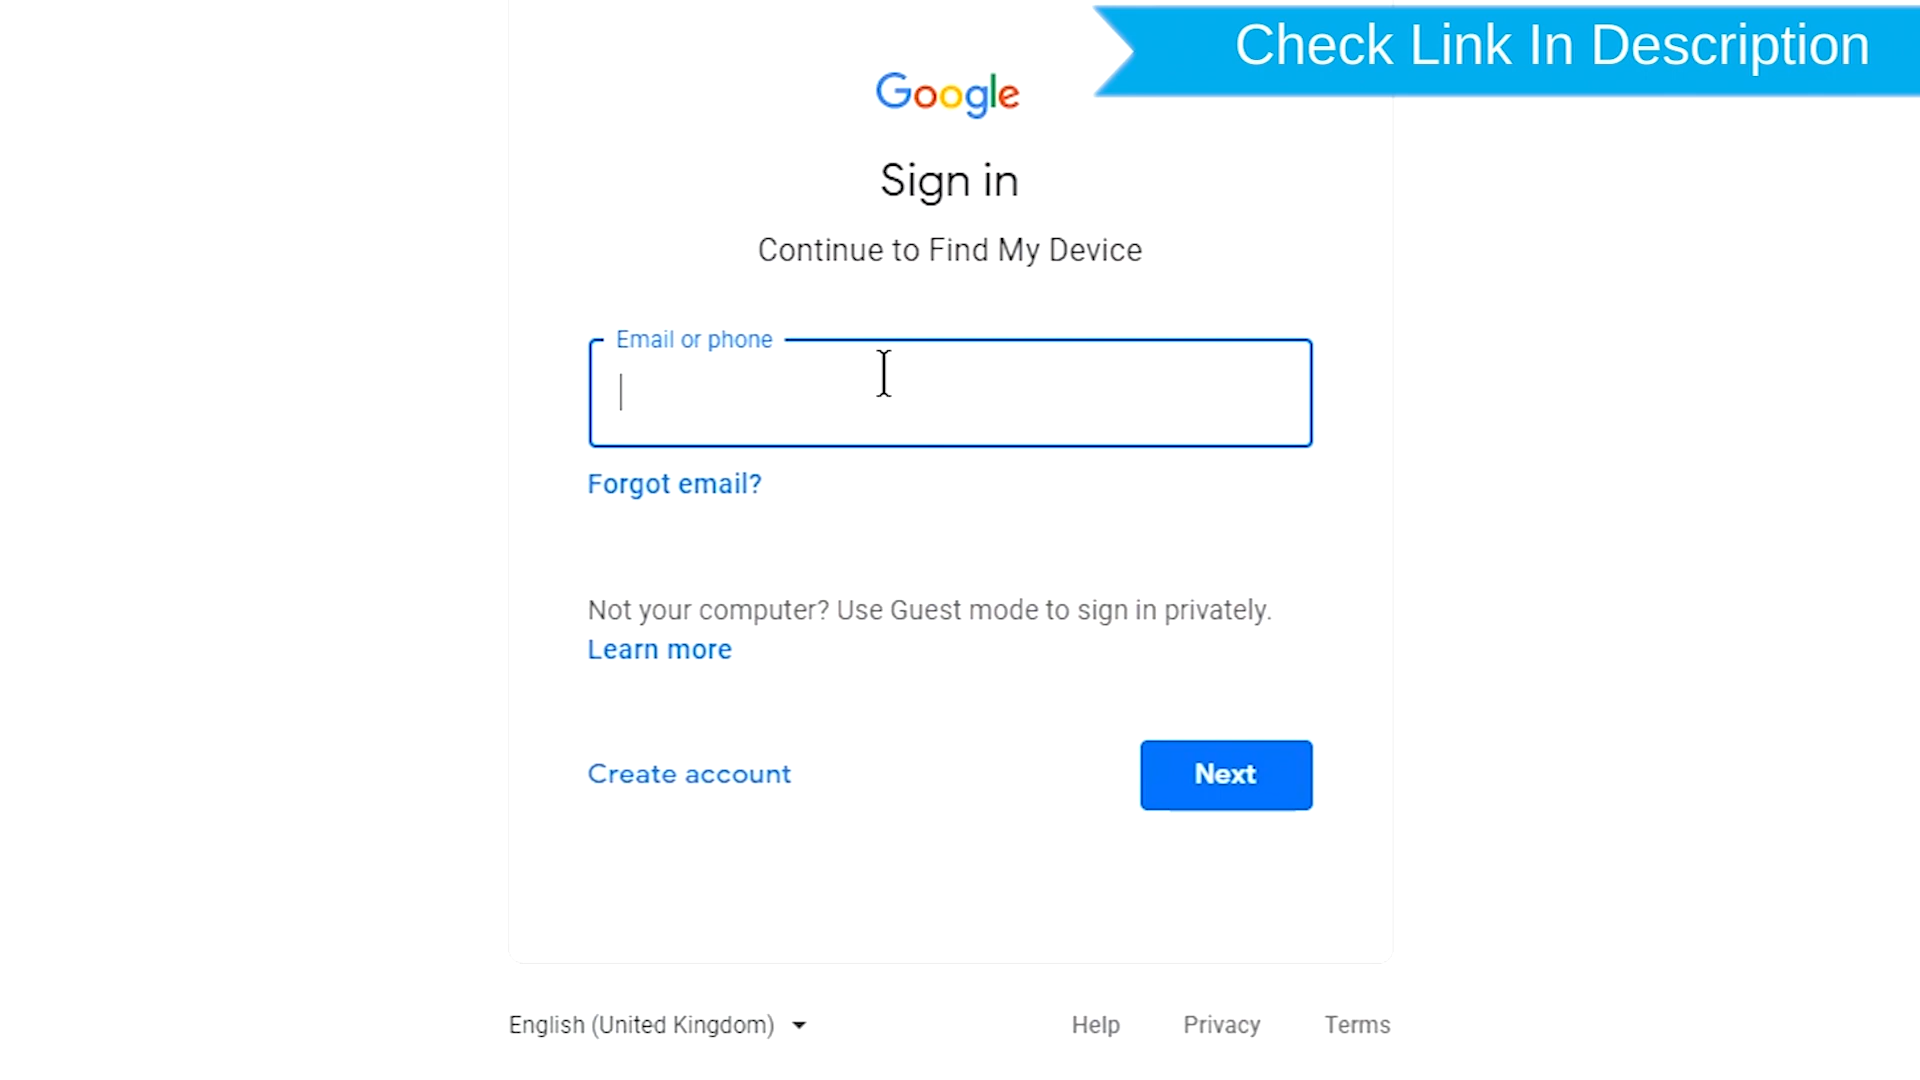 Check Link In Description
Google
Sign in
Continue to Find My Device
Email or phone
Forgot email?
Not your computer? Use Guest mode to sign in privately.
Learn more
Create account
Next
English (United Kingdom)
Help
Privacy
Terms